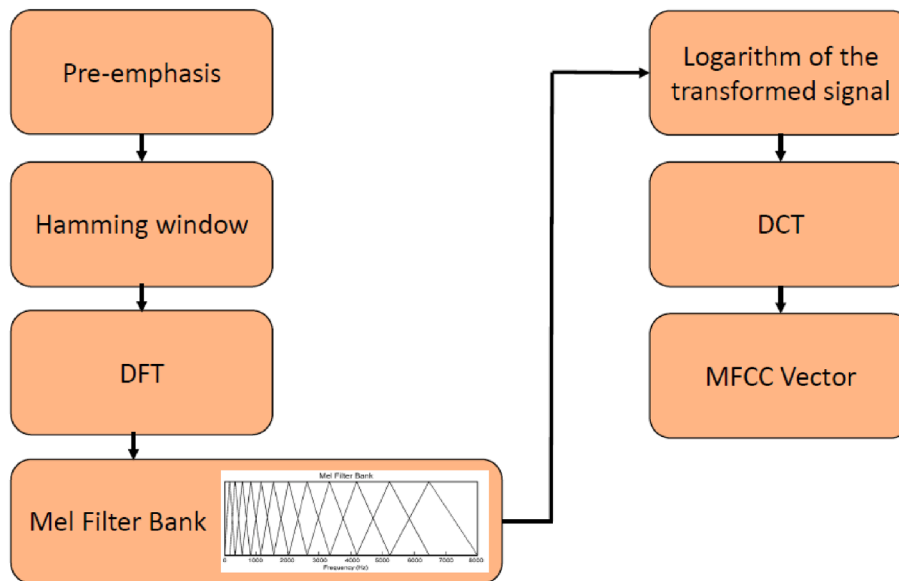 Pre-emphasis
Hamming window
DFT
Mel Filter Bank
Mel Filter Bank
0 1000 2000 3000 4000 5000 6000 7000 8000
Frequency (Hz)
Logarithm of the
transformed signal
DCT
MFCC Vector